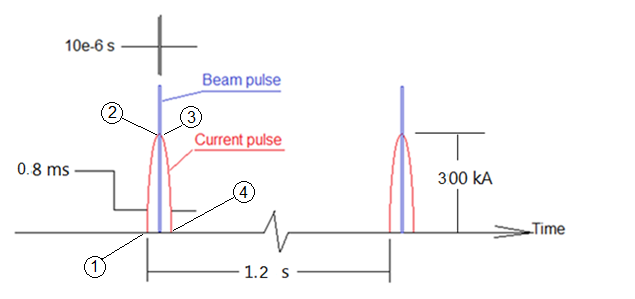 10e-6 s
Beam pulse
2
3
Current pulse
0.8 ms
4
300 kA
Time
1
1.2 s